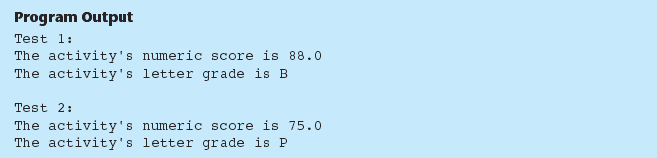 Program Output
Test 1:
The activity's numeric score is 88.0
The activity's letter grade is B
Test 2:
The activity's numeric score is 75.0
The activity's letter grade is P